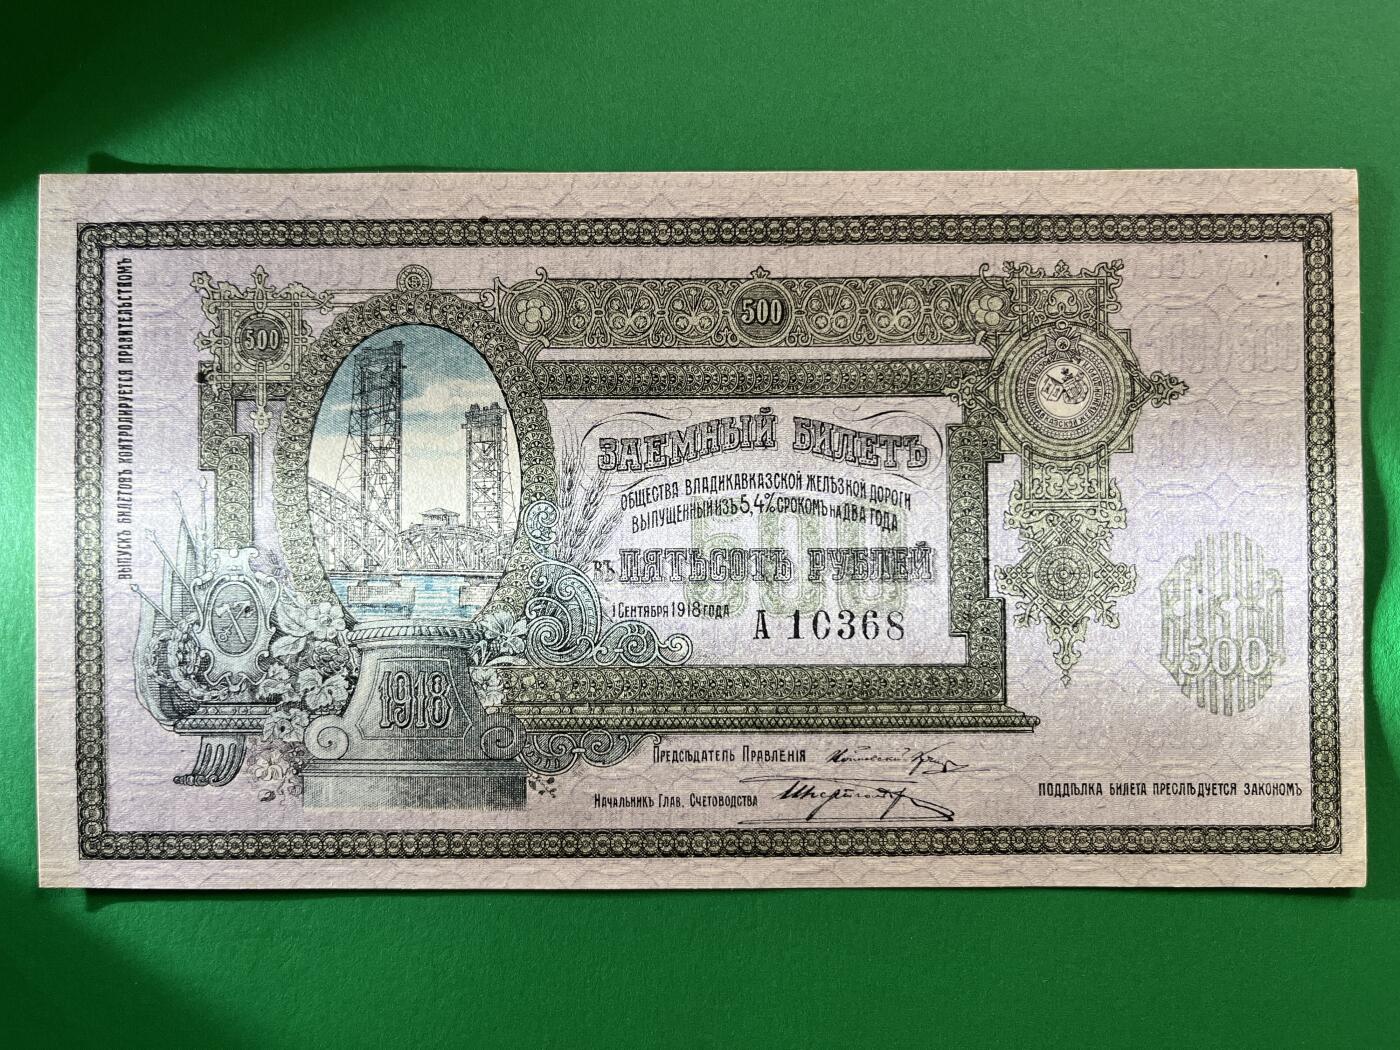 ВЫПУСКЪ БИЛЕТОВЪ КОНТРОЛИРУЕТСЯ ПРАВИТЕЛЬСТВОМЪ
500
500
ЗАЕМНЫЙ БИЛЕТЪ
ОБЩЕСТВА ВЛАДИКАВКАЗСКОЙ ЖЕЛѢЗНОЙ ДОРОГИ
ВЫПУЩЕННЫЙ ИЗЪ 5,4% СРОКОМЪ НА ДВА ГОДА
500
ВЪ ПЯТЬСОТЪ РУБЛЕЙ
1 СЕНТЯБРЯ 1918 ГОДА
А 10368
500
1918
ПРЕДСѢДАТЕЛЬ ПРАВЛЕНІЯ
НАЧАЛЬНИКЪ ГЛАВ. СЧЕТОВОДСТВА
ПОДДѢЛКА БИЛЕТА ПРЕСЛѢДУЕТСЯ ЗАКОНОМЪ